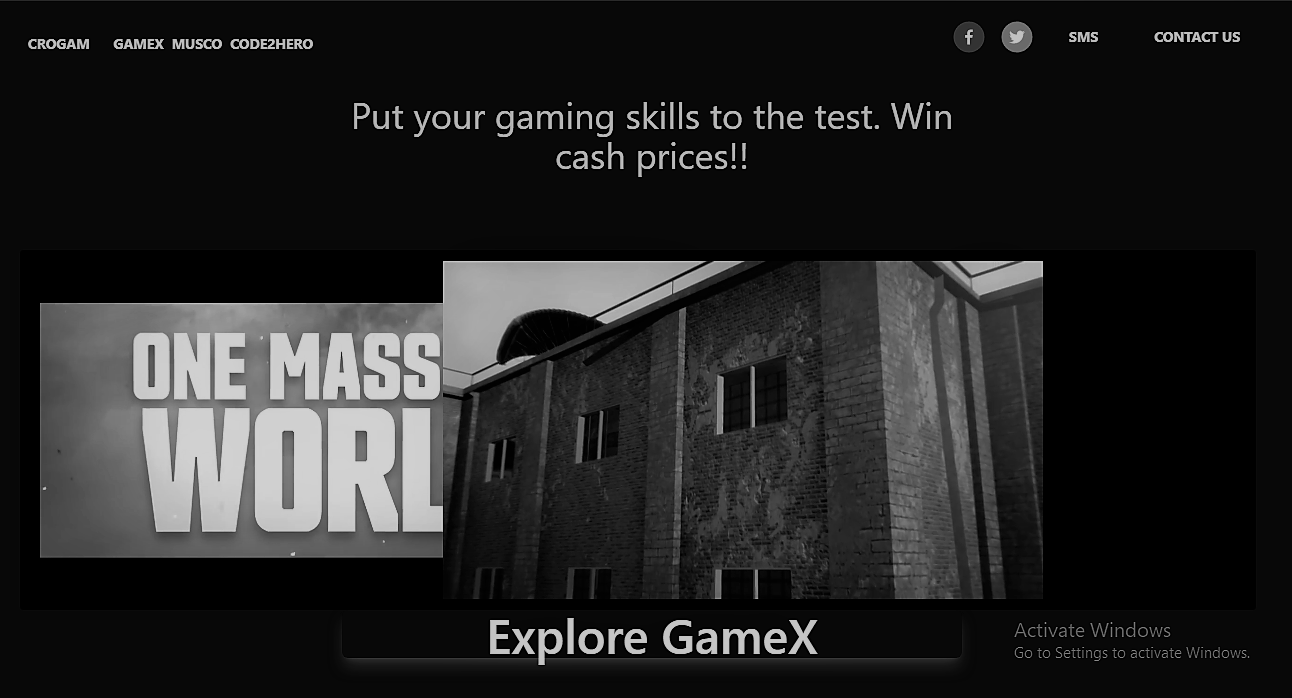 CROGAM GAMEX MUSCO CODE2HERO
SMS CONTACT US
Put your gaming skills to the test. Win
cash prices!!
ONE MASS
WORL
Explore GameX
Activate Windows
Go to Settings to activate Windows.